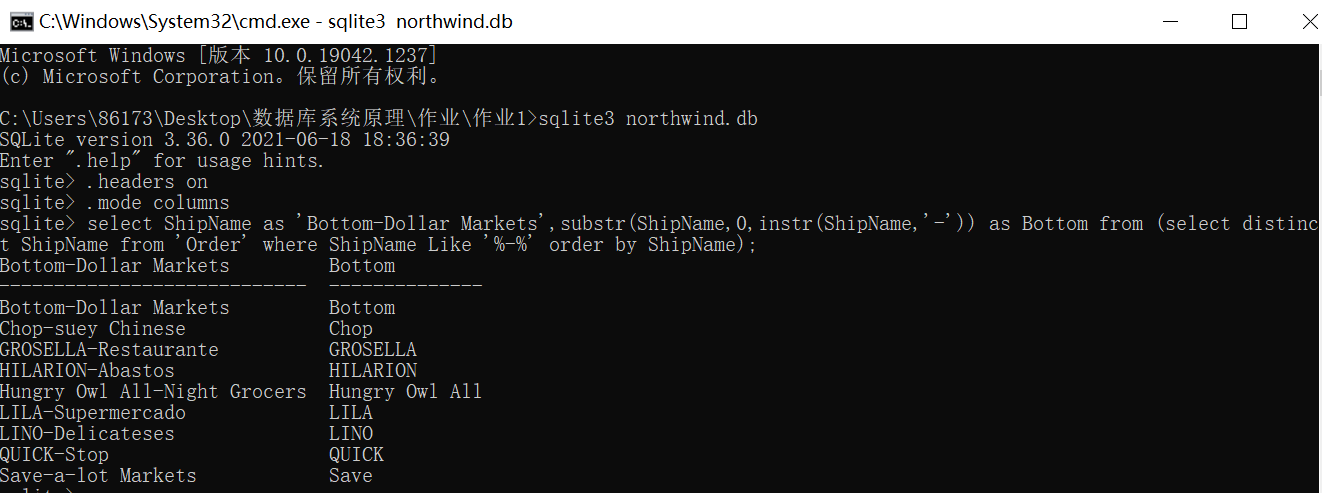 C:\Windows\System32\cmd.exe - sqlite3  northwind.db
Microsoft Windows [版本 10.0.19042.1237]
(c) Microsoft Corporation。保留所有权利。
C:\Users\86173\Desktop\数据库系统原理\作业\作业1>sqlite3 northwind.db
SQLite version 3.36.0 2021-06-18 18:36:39
Enter ".help" for usage hints.
sqlite> .headers on
sqlite> .mode columns
sqlite> select ShipName as 'Bottom-Dollar Markets',substr(ShipName,0,instr(ShipName,'-')) as Bottom from (select distinc
t ShipName from 'Order' where ShipName Like '%-%' order by ShipName);
Bottom-Dollar Markets         Bottom
----------------------------  --------------
Bottom-Dollar Markets         Bottom
Chop-suey Chinese             Chop
GROSELLA-Restaurante          GROSELLA
HILARION-Abastos              HILARION
Hungry Owl All-Night Grocers  Hungry Owl All
LILA-Supermercado             LILA
LINO-Delicateses              LINO
QUICK-Stop                    QUICK
Save-a-lot Markets            Save
sqlite>